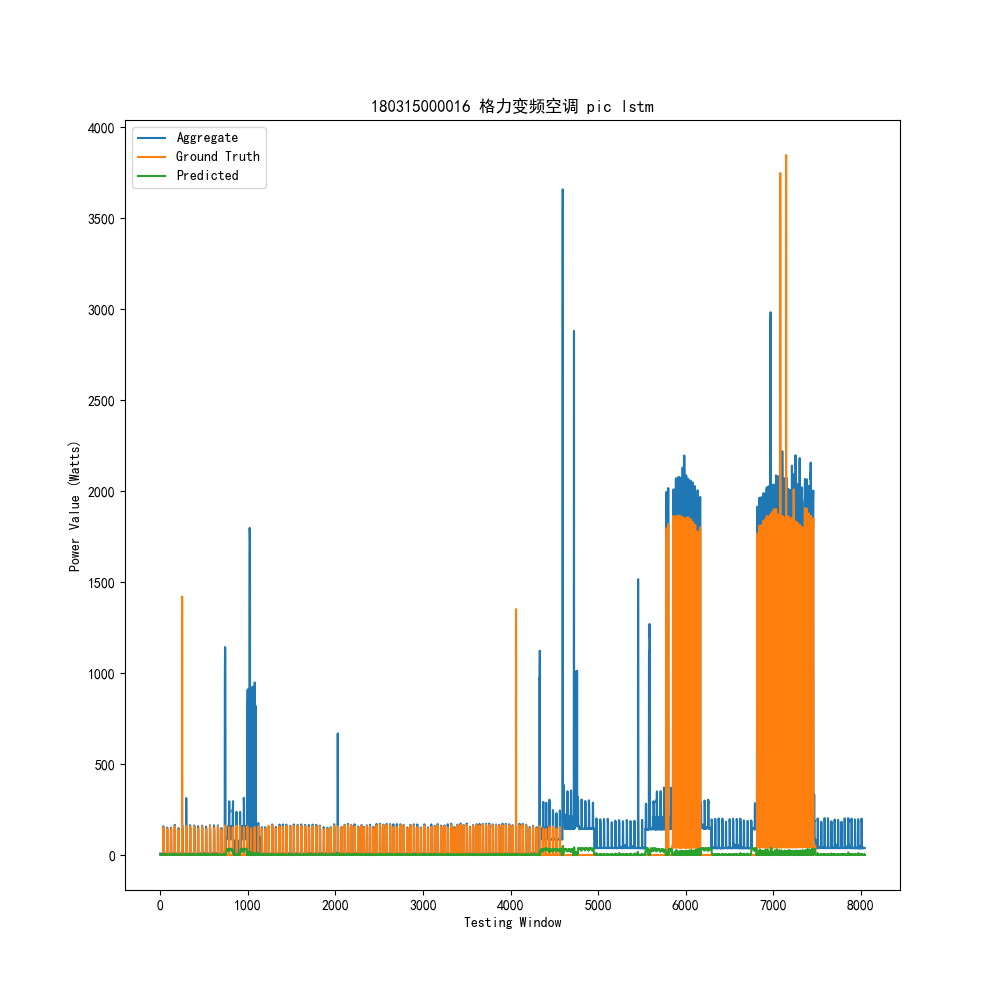 180315000016 格力变频空调 pic lstm
Aggregate
Ground Truth
Predicted
4000
3500
3000
2500
2000
1500
1000
500
0
Power Value (Watts)
0 1000 2000 3000 4000 5000 6000 7000 8000
Testing Window